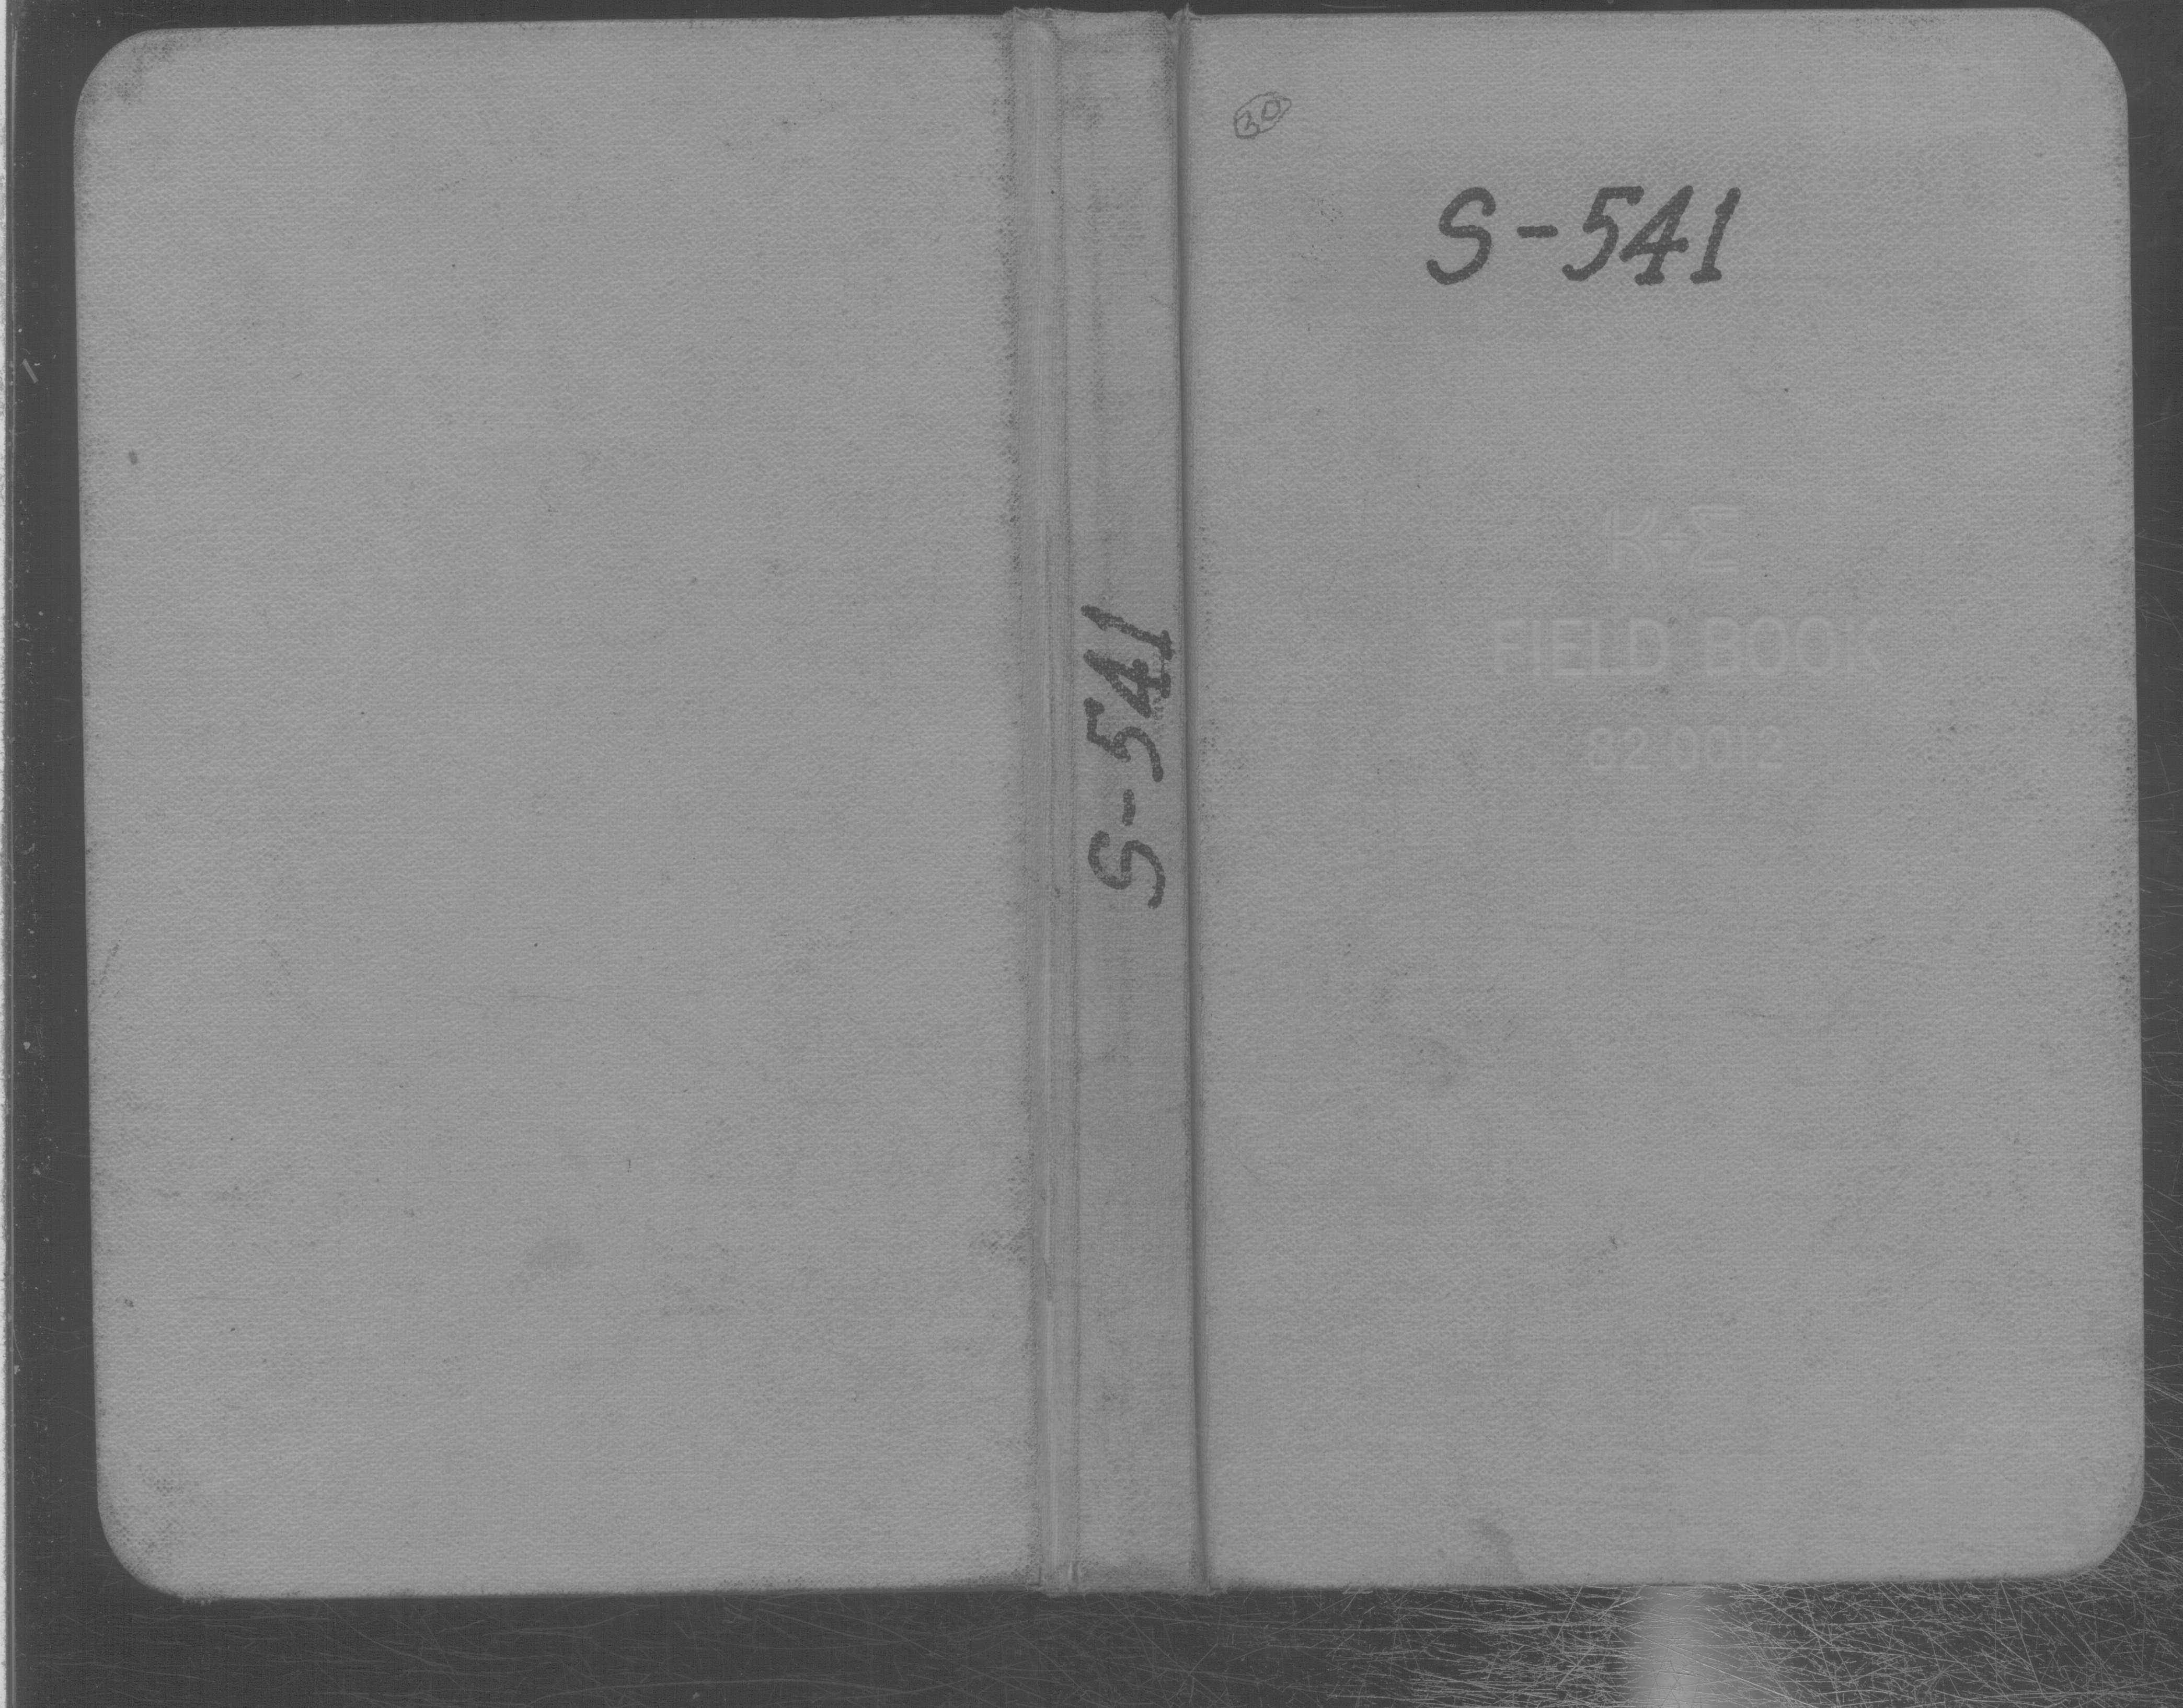 30
S-541
K+E
FIELD BOOK
82 0012
S-541